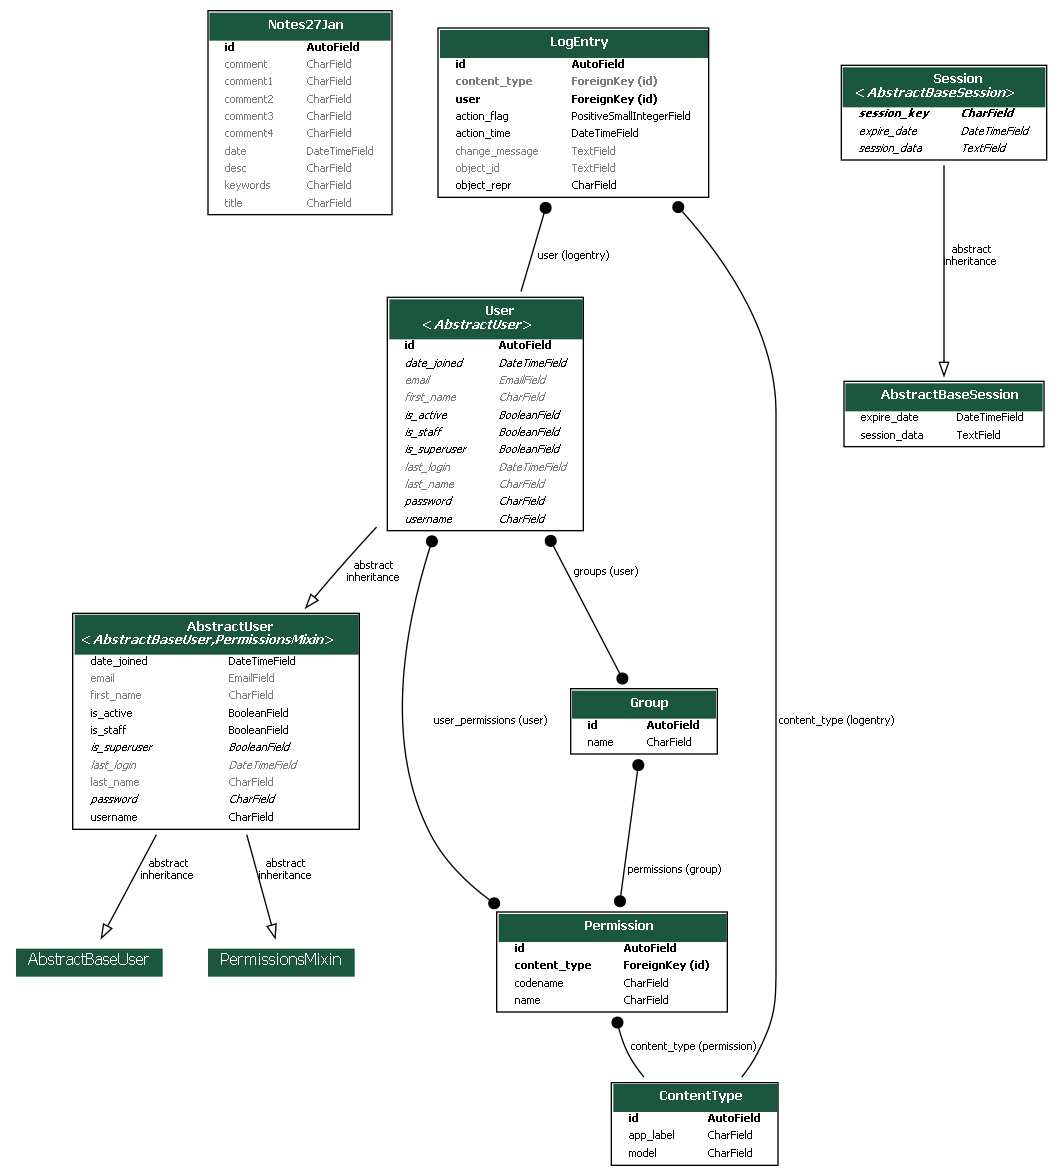 Notes27Jan
id AutoField
comment CharField
comment1 CharField
comment2 CharField
comment3 CharField
comment4 CharField
date DateTimeField
desc CharField
keywords CharField
title CharField
LogEntry
id AutoField
content_type ForeignKey (id)
user ForeignKey (id)
action_flag PositiveSmallIntegerField
action_time DateTimeField
change_message TextField
object_id TextField
object_repr CharField
Session
<AbstractBaseSession>
session_key CharField
expire_date DateTimeField
session_data TextField
user (logentry)
abstract
inheritance
User
<AbstractUser>
id AutoField
date_joined DateTimeField
email EmailField
first_name CharField
is_active BooleanField
is_staff BooleanField
is_superuser BooleanField
last_login DateTimeField
last_name CharField
password CharField
username CharField
AbstractBaseSession
expire_date DateTimeField
session_data TextField
abstract
inheritance
groups (user)
AbstractUser
<AbstractBaseUser,PermissionsMixin>
date_joined DateTimeField
email EmailField
first_name CharField
is_active BooleanField
is_staff BooleanField
is_superuser BooleanField
last_login DateTimeField
last_name CharField
password CharField
username CharField
user_permissions (user)
Group
id AutoField
name CharField
content_type (logentry)
abstract
inheritance
abstract
inheritance
permissions (group)
AbstractBaseUser
PermissionsMixin
Permission
id AutoField
content_type ForeignKey (id)
codename CharField
name CharField
content_type (permission)
ContentType
id AutoField
app_label CharField
model CharField